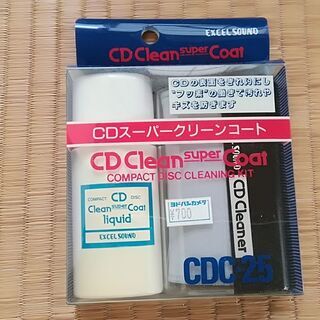 EXCEL SOUND
CD Clean super Coat
CDの表面をきれいにし
"フッ素"の働きで汚れや
キズを防ぎます
CDスーパークリーンコート
CD Clean super Coat
COMPACT DISC CLEANING KIT
COMPACT CD DISC
Clean super Coat
liquid
EXCEL SOUND
ヨドバシカメラ
¥700
CD Cleaner
CDC-25